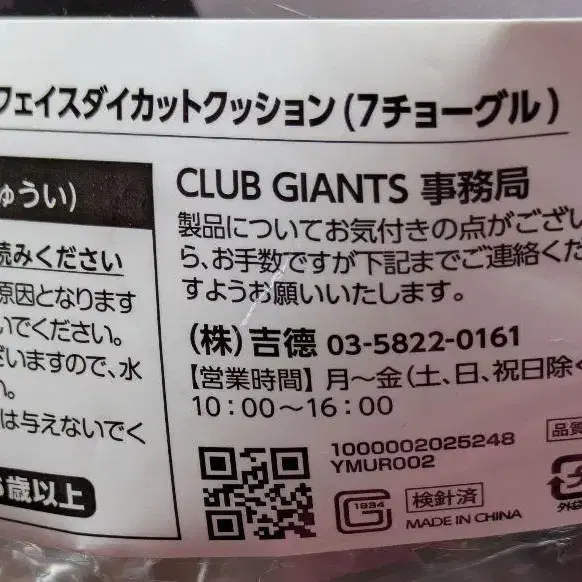 フェイスダイカットクッション(7チョーグル)
ゅうい)
読みください
原因となります
いでください。
ざいますので、水
い。
は与えないでく
歳以上
CLUB GIANTS 事務局
製品についてお気付きの点がござい
ら、お手数ですが下記までご連絡くだ
すようお願いいたします。
(株)吉德 03-5822-0161
【営業時間】 月〜金(土、日、祝日除く
10:00〜16:00
1000002025248
YMUR002
G
1934
検針済
MADE IN CHINA
品質
外袋